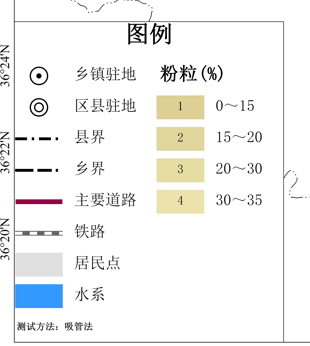 图例
乡镇驻地
区县驻地
县界
乡界
主要道路
铁路
居民点
水系
粉粒(%)
1 0～15
2 15～20
3 20～30
4 30～35
测试方法：吸管法
36°24'N
36°22'N
36°20'N